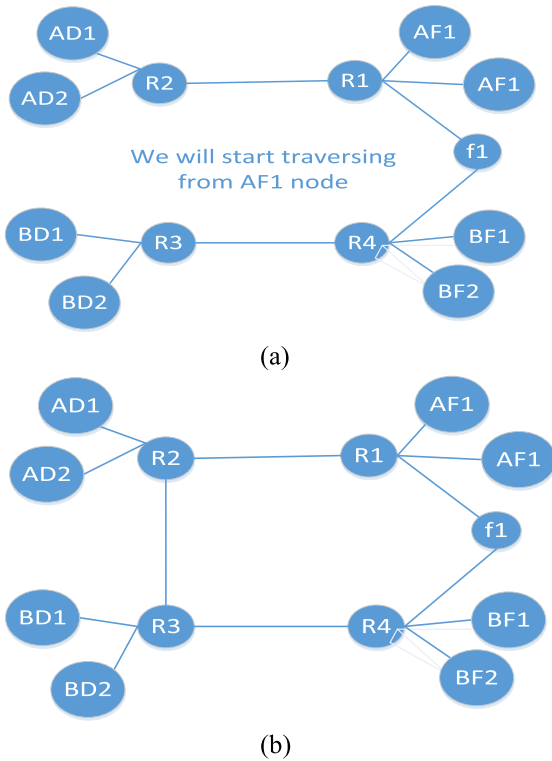 AD1
AF1
AD2
R2
R1
AF1
We will start traversing
from AF1 node
f1
BD1
R3
R4
BF1
BD2
BF2
(a)
AD1
AF1
AD2
R2
R1
AF1
f1
BD1
R3
R4
BF1
BD2
BF2
(b)